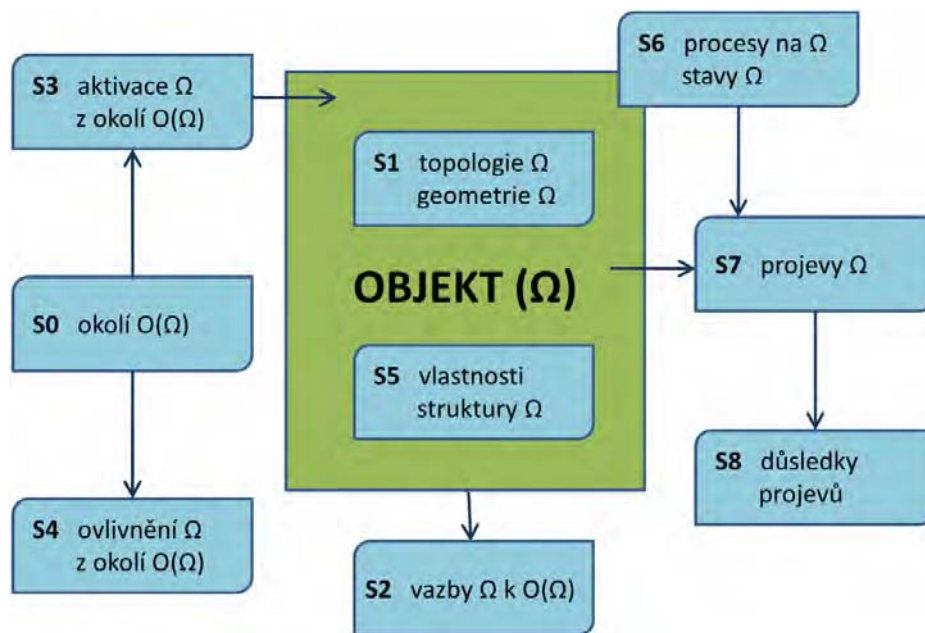 S6 procesy na Ω
stavy Ω
S3 aktivace Ω
z okolí O(Ω)
S1 topologie Ω
geometrie Ω
S7 projevy Ω
OBJEKT (Ω)
S0 okolí O(Ω)
S5 vlastnosti
struktury Ω
S8 důsledky
projevů
S4 ovlivnění Ω
z okolí O(Ω)
S2 vazby Ω k O(Ω)